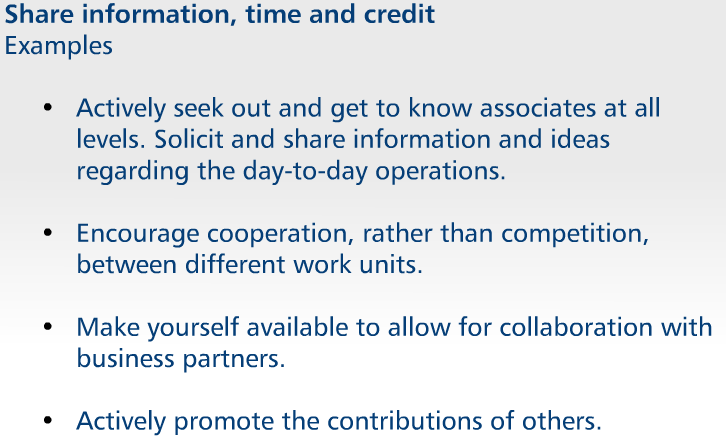 Share information, time and credit
Examples
• Actively seek out and get to know associates at all
levels. Solicit and share information and ideas
regarding the day-to-day operations.
• Encourage cooperation, rather than competition,
between different work units.
• Make yourself available to allow for collaboration with
business partners.
• Actively promote the contributions of others.